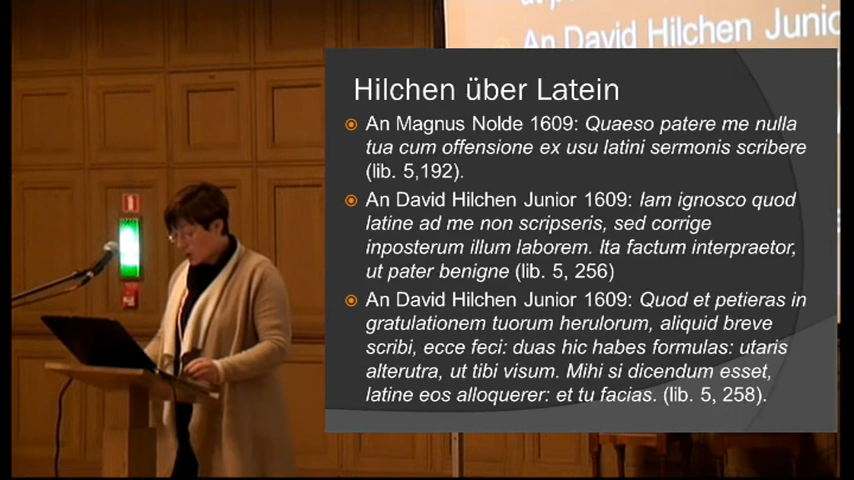 an David Hilchen Junio
Hilchen über Latein
An Magnus Nolde 1609: Quaeso patere me nulla
tua cum offensione ex usu latini sermonis scribere
(lib. 5,192).
An David Hilchen Junior 1609: Iam ignosco quod
latine ad me non scripseris, sed corrige
inposterum illum laborem. Ita factum interpraetor,
ut pater benigne (lib. 5, 256)
An David Hilchen Junior 1609: Quod et petieras in
gratulationem tuorum herulorum, aliquid breve
scribi, ecce feci: duas hic habes formulas: utaris
alterutra, ut tibi visum. Mihi si dicendum esset,
latine eos alloquerer: et tu facias. (lib. 5, 258).